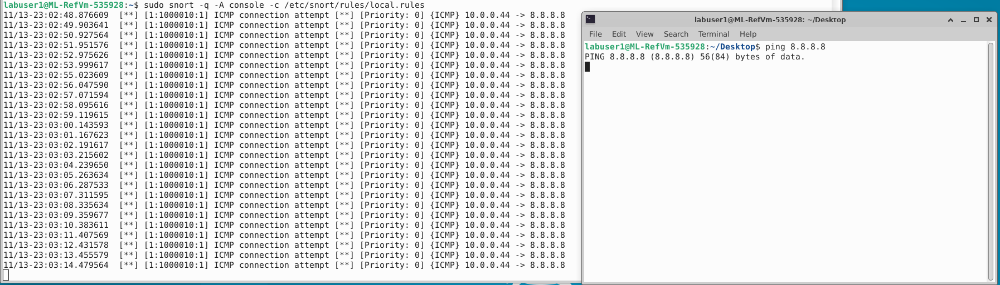 labuser1@ML-RefVm-535928:~$ sudo snort -q -A console -c /etc/snort/rules/local.rules
11/13-23:02:48.876609  [**] [1:1000010:1] ICMP connection attempt [**] [Priority: 0] {ICMP} 10.0.0.44 -> 8.8.8.8
11/13-23:02:49.903641  [**] [1:1000010:1] ICMP connection attempt [**] [Priority: 0] {ICMP} 10.0.0.44 -> 8.8.8.8
11/13-23:02:50.927564  [**] [1:1000010:1] ICMP connection attempt [**] [Priority: 0] {ICMP} 10.0.0.44 -> 8.8.8.8
11/13-23:02:51.951576  [**] [1:1000010:1] ICMP connection attempt [**] [Priority: 0] {ICMP} 10.0.0.44 -> 8.8.8.8
11/13-23:02:52.975626  [**] [1:1000010:1] ICMP connection attempt [**] [Priority: 0] {ICMP} 10.0.0.44 -> 8.8.8.8
11/13-23:02:53.999617  [**] [1:1000010:1] ICMP connection attempt [**] [Priority: 0] {ICMP} 10.0.0.44 -> 8.8.8.8
11/13-23:02:55.023609  [**] [1:1000010:1] ICMP connection attempt [**] [Priority: 0] {ICMP} 10.0.0.44 -> 8.8.8.8
11/13-23:02:56.047590  [**] [1:1000010:1] ICMP connection attempt [**] [Priority: 0] {ICMP} 10.0.0.44 -> 8.8.8.8
11/13-23:02:57.071594  [**] [1:1000010:1] ICMP connection attempt [**] [Priority: 0] {ICMP} 10.0.0.44 -> 8.8.8.8
11/13-23:02:58.095616  [**] [1:1000010:1] ICMP connection attempt [**] [Priority: 0] {ICMP} 10.0.0.44 -> 8.8.8.8
11/13-23:02:59.119615  [**] [1:1000010:1] ICMP connection attempt [**] [Priority: 0] {ICMP} 10.0.0.44 -> 8.8.8.8
11/13-23:03:00.143593  [**] [1:1000010:1] ICMP connection attempt [**] [Priority: 0] {ICMP} 10.0.0.44 -> 8.8.8.8
11/13-23:03:01.167623  [**] [1:1000010:1] ICMP connection attempt [**] [Priority: 0] {ICMP} 10.0.0.44 -> 8.8.8.8
11/13-23:03:02.191617  [**] [1:1000010:1] ICMP connection attempt [**] [Priority: 0] {ICMP} 10.0.0.44 -> 8.8.8.8
11/13-23:03:03.215602  [**] [1:1000010:1] ICMP connection attempt [**] [Priority: 0] {ICMP} 10.0.0.44 -> 8.8.8.8
11/13-23:03:04.239650  [**] [1:1000010:1] ICMP connection attempt [**] [Priority: 0] {ICMP} 10.0.0.44 -> 8.8.8.8
11/13-23:03:05.263634  [**] [1:1000010:1] ICMP connection attempt [**] [Priority: 0] {ICMP} 10.0.0.44 -> 8.8.8.8
11/13-23:03:06.287533  [**] [1:1000010:1] ICMP connection attempt [**] [Priority: 0] {ICMP} 10.0.0.44 -> 8.8.8.8
11/13-23:03:07.311595  [**] [1:1000010:1] ICMP connection attempt [**] [Priority: 0] {ICMP} 10.0.0.44 -> 8.8.8.8
11/13-23:03:08.335634  [**] [1:1000010:1] ICMP connection attempt [**] [Priority: 0] {ICMP} 10.0.0.44 -> 8.8.8.8
11/13-23:03:09.359677  [**] [1:1000010:1] ICMP connection attempt [**] [Priority: 0] {ICMP} 10.0.0.44 -> 8.8.8.8
11/13-23:03:10.383611  [**] [1:1000010:1] ICMP connection attempt [**] [Priority: 0] {ICMP} 10.0.0.44 -> 8.8.8.8
11/13-23:03:11.407569  [**] [1:1000010:1] ICMP connection attempt [**] [Priority: 0] {ICMP} 10.0.0.44 -> 8.8.8.8
11/13-23:03:12.431578  [**] [1:1000010:1] ICMP connection attempt [**] [Priority: 0] {ICMP} 10.0.0.44 -> 8.8.8.8
11/13-23:03:13.455579  [**] [1:1000010:1] ICMP connection attempt [**] [Priority: 0] {ICMP} 10.0.0.44 -> 8.8.8.8
11/13-23:03:14.479564  [**] [1:1000010:1] ICMP connection attempt [**] [Priority: 0] {ICMP} 10.0.0.44 -> 8.8.8.8
labuser1@ML-RefVm-535928: ~/Desktop
File Edit View Search Terminal Help
labuser1@ML-RefVm-535928:~/Desktop$ ping 8.8.8.8
PING 8.8.8.8 (8.8.8.8) 56(84) bytes of data.